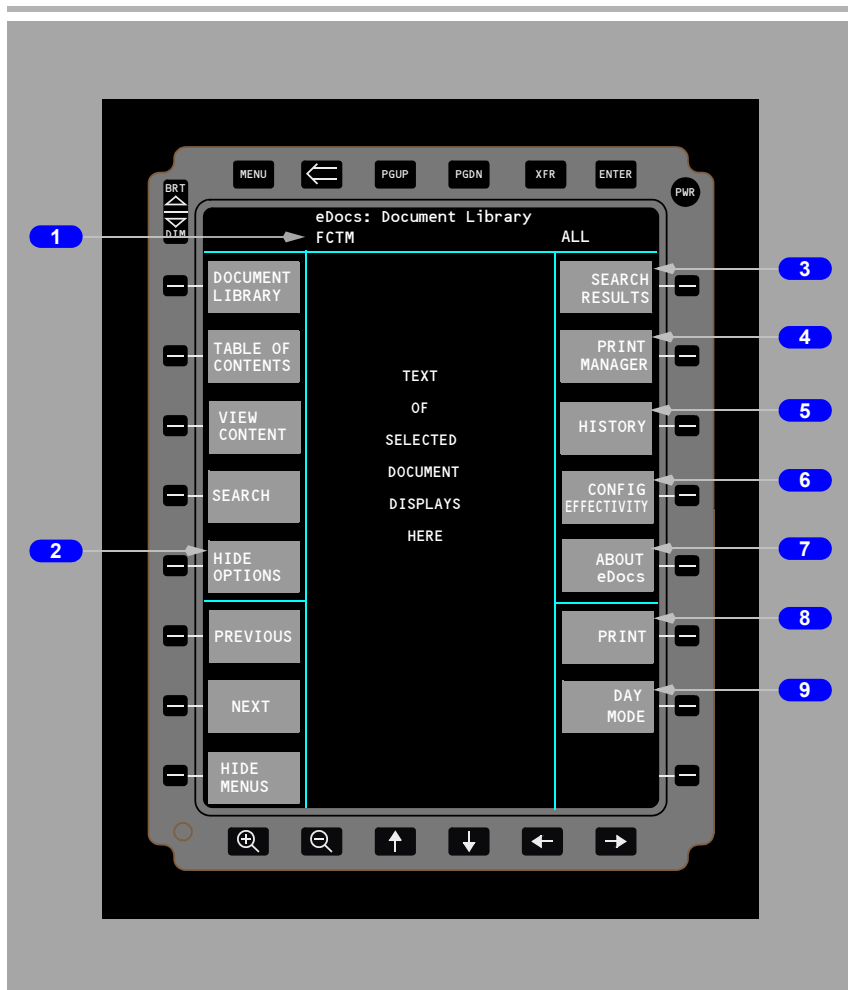 MENU
PGUP
PGDN
XFR
ENTER
BRT
DIM
PWR
eDocs: Document Library
FCTM
ALL
1
DOCUMENT
LIBRARY
TABLE OF
CONTENTS
VIEW
CONTENT
SEARCH
2
HIDE
OPTIONS
PREVIOUS
NEXT
HIDE
MENUS
TEXT
OF
SELECTED
DOCUMENT
DISPLAYS
HERE
SEARCH
RESULTS
3
PRINT
MANAGER
4
HISTORY
5
CONFIG
EFFECTIVITY
6
ABOUT
eDocs
7
PRINT
8
DAY
MODE
9